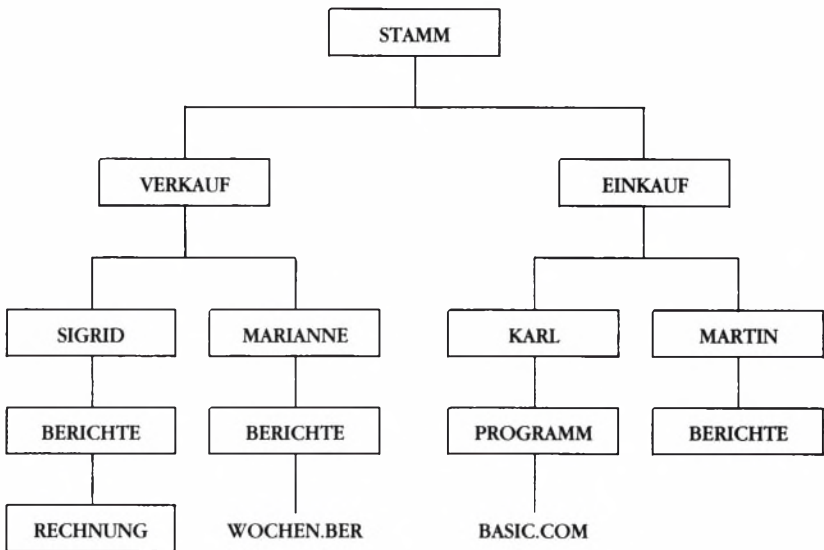 STAMM
VERKAUF
EINKAUF
SIGRID
MARIANNE
KARL
MARTIN
BERICHTE
BERICHTE
PROGRAMM
BERICHTE
RECHNUNG
WOCHEN.BER
BASIC.COM